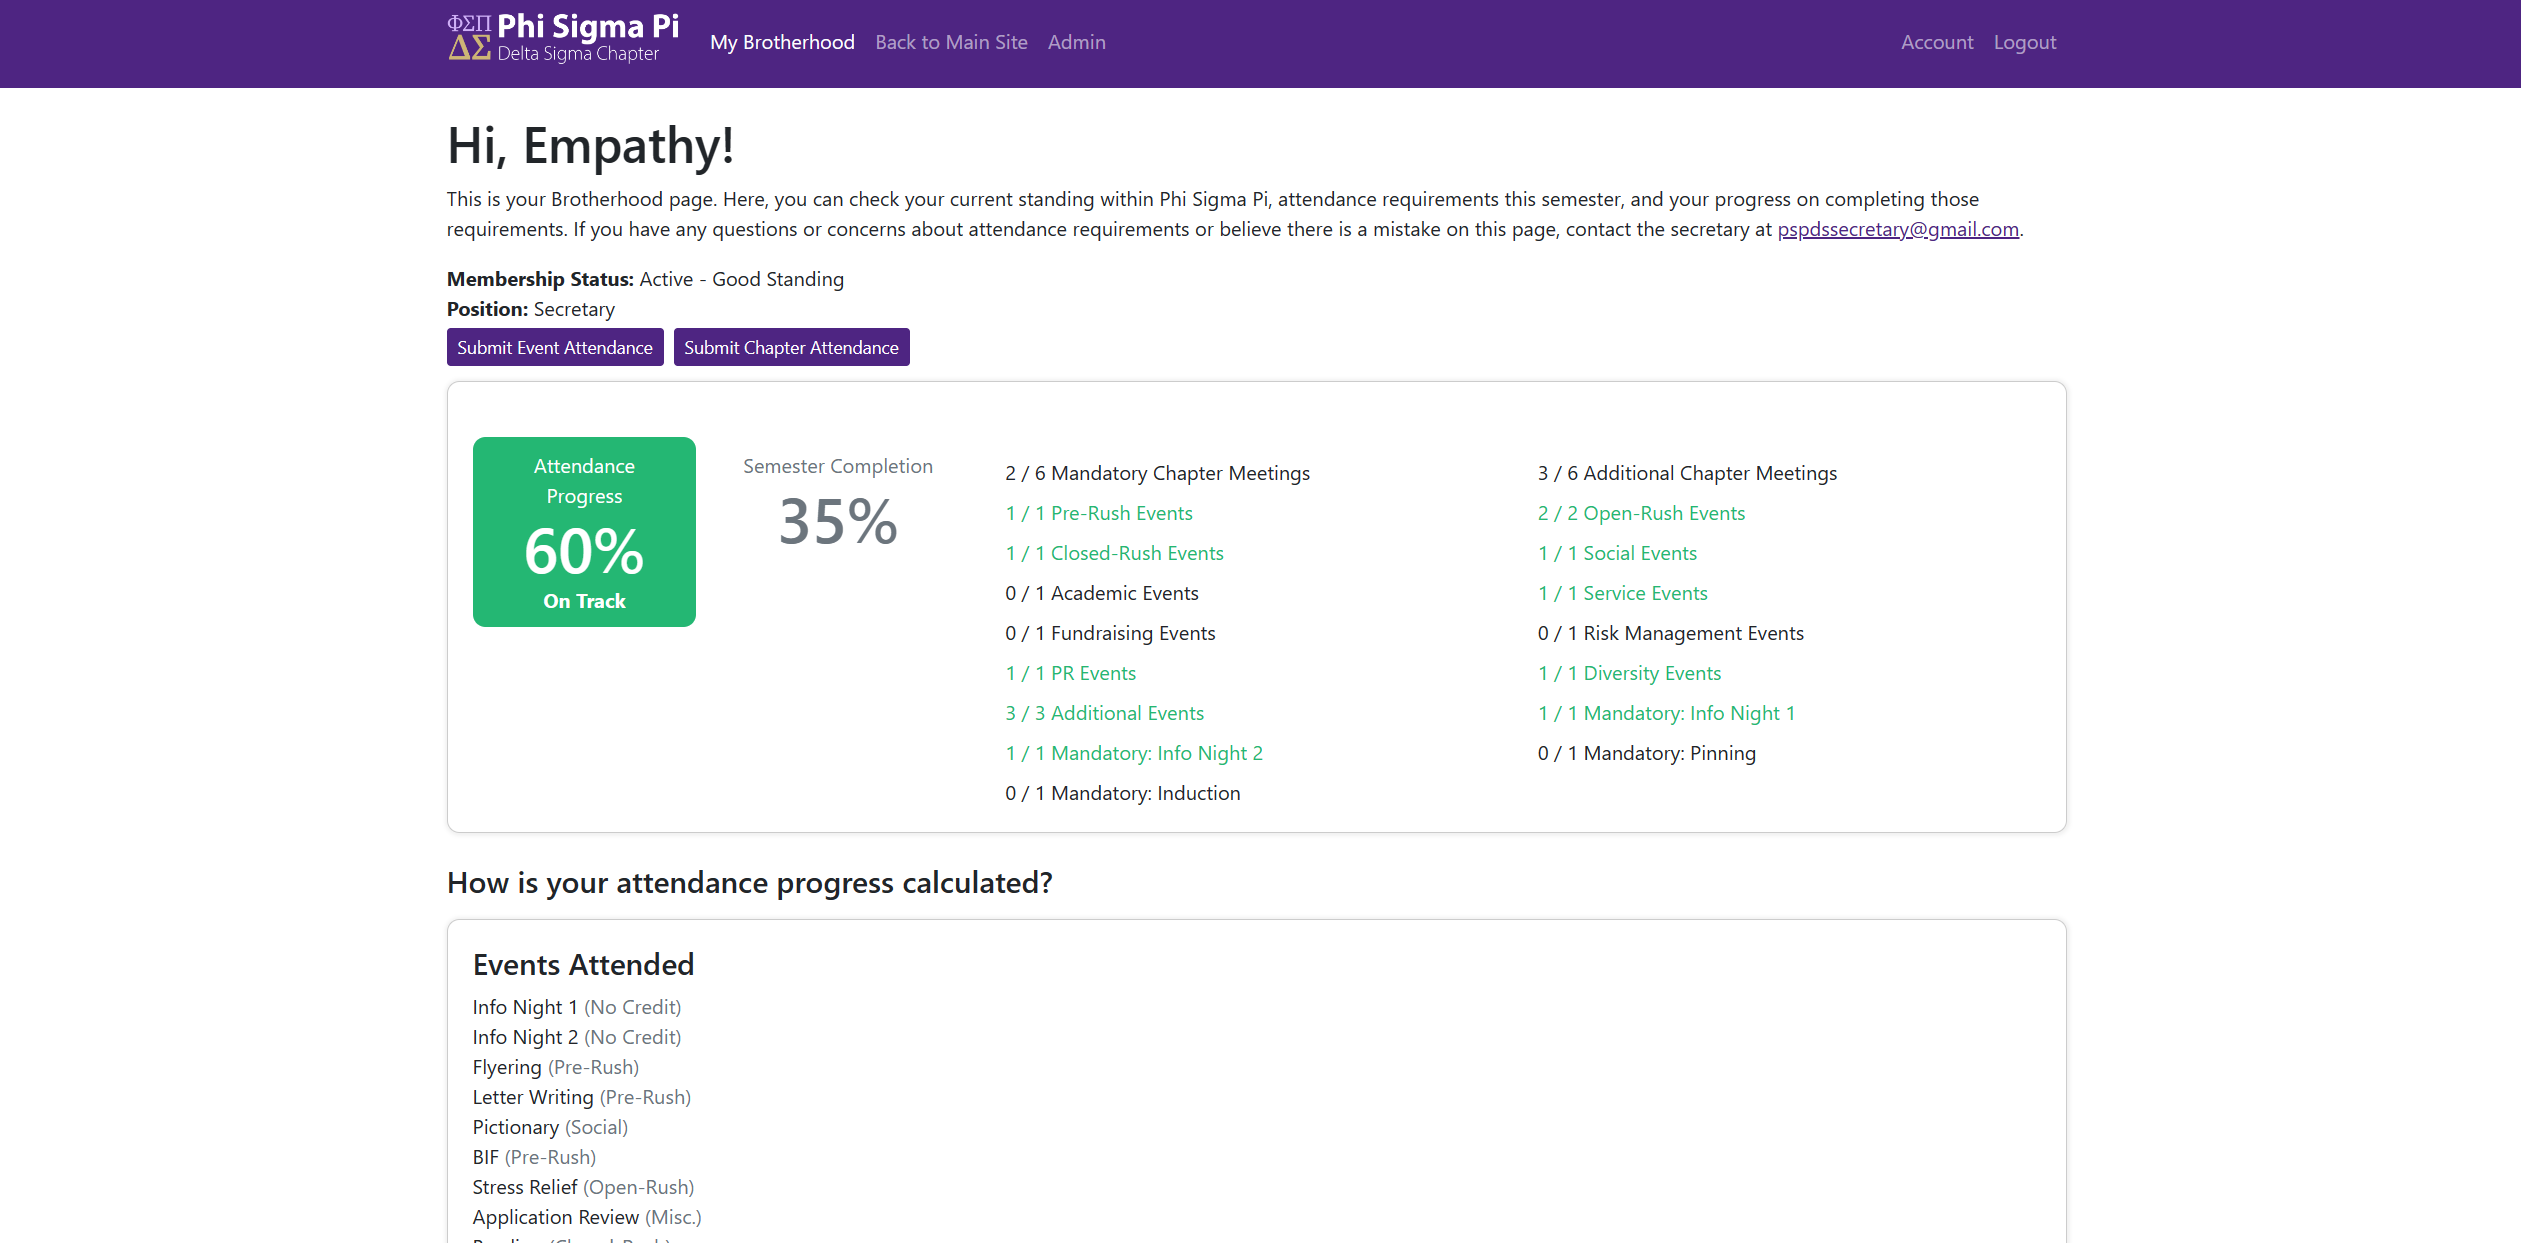 ΦΣΠ Phi Sigma Pi
ΔΣ Delta Sigma Chapter
My Brotherhood Back to Main Site Admin Account Logout
Hi, Empathy!
This is your Brotherhood page. Here, you can check your current standing within Phi Sigma Pi, attendance requirements this semester, and your progress on completing those
requirements. If you have any questions or concerns about attendance requirements or believe there is a mistake on this page, contact the secretary at pspdssecretary@gmail.com.
Membership Status: Active - Good Standing
Position: Secretary
Submit Event Attendance Submit Chapter Attendance
Attendance
Progress
60%
On Track
Semester Completion
35%
2 / 6 Mandatory Chapter Meetings
3 / 6 Additional Chapter Meetings
1 / 1 Pre-Rush Events
2 / 2 Open-Rush Events
1 / 1 Closed-Rush Events
1 / 1 Social Events
0 / 1 Academic Events
1 / 1 Service Events
0 / 1 Fundraising Events
0 / 1 Risk Management Events
1 / 1 PR Events
1 / 1 Diversity Events
3 / 3 Additional Events
1 / 1 Mandatory: Info Night 1
1 / 1 Mandatory: Info Night 2
0 / 1 Mandatory: Pinning
0 / 1 Mandatory: Induction
How is your attendance progress calculated?
Events Attended
Info Night 1 (No Credit)
Info Night 2 (No Credit)
Flyering (Pre-Rush)
Letter Writing (Pre-Rush)
Pictionary (Social)
BIF (Pre-Rush)
Stress Relief (Open-Rush)
Application Review (Misc.)